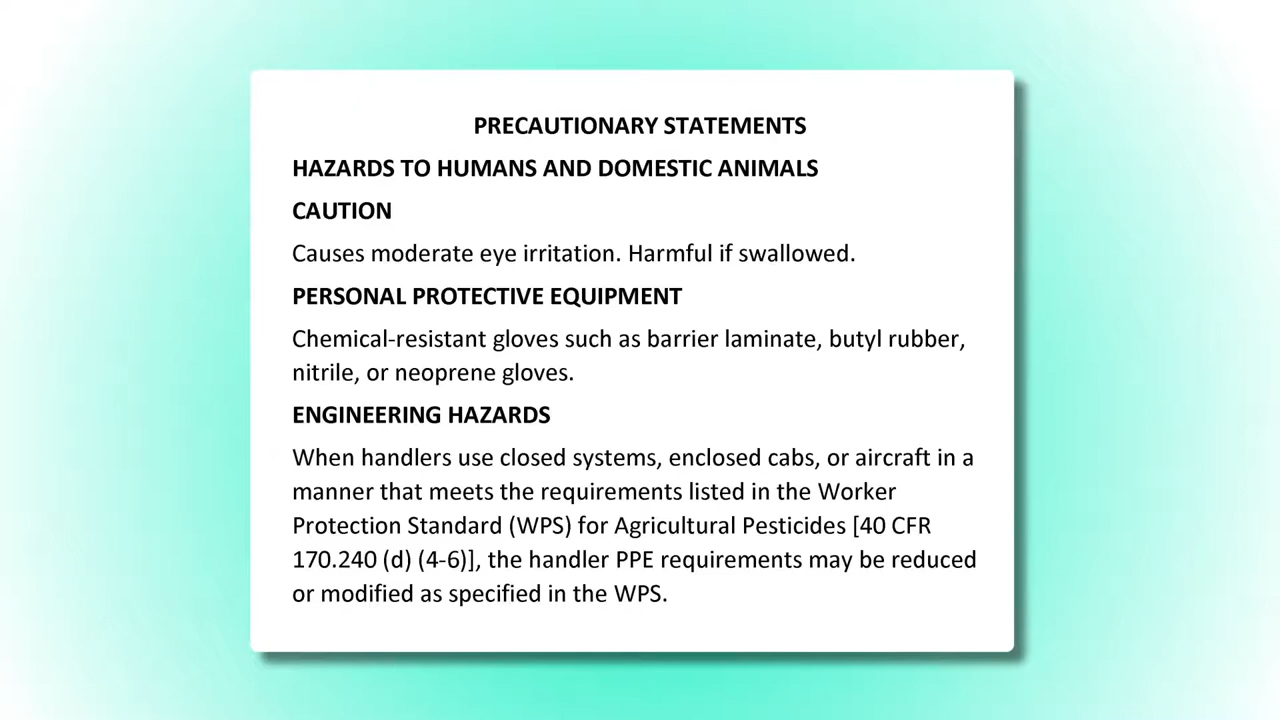 PRECAUTIONARY STATEMENTS
HAZARDS TO HUMANS AND DOMESTIC ANIMALS
CAUTION
Causes moderate eye irritation. Harmful if swallowed.
PERSONAL PROTECTIVE EQUIPMENT
Chemical-resistant gloves such as barrier laminate, butyl rubber,
nitrile, or neoprene gloves.
ENGINEERING HAZARDS
When handlers use closed systems, enclosed cabs, or aircraft in a
manner that meets the requirements listed in the Worker
Protection Standard (WPS) for Agricultural Pesticides [40 CFR
170.240 (d) (4-6)], the handler PPE requirements may be reduced
or modified as specified in the WPS.